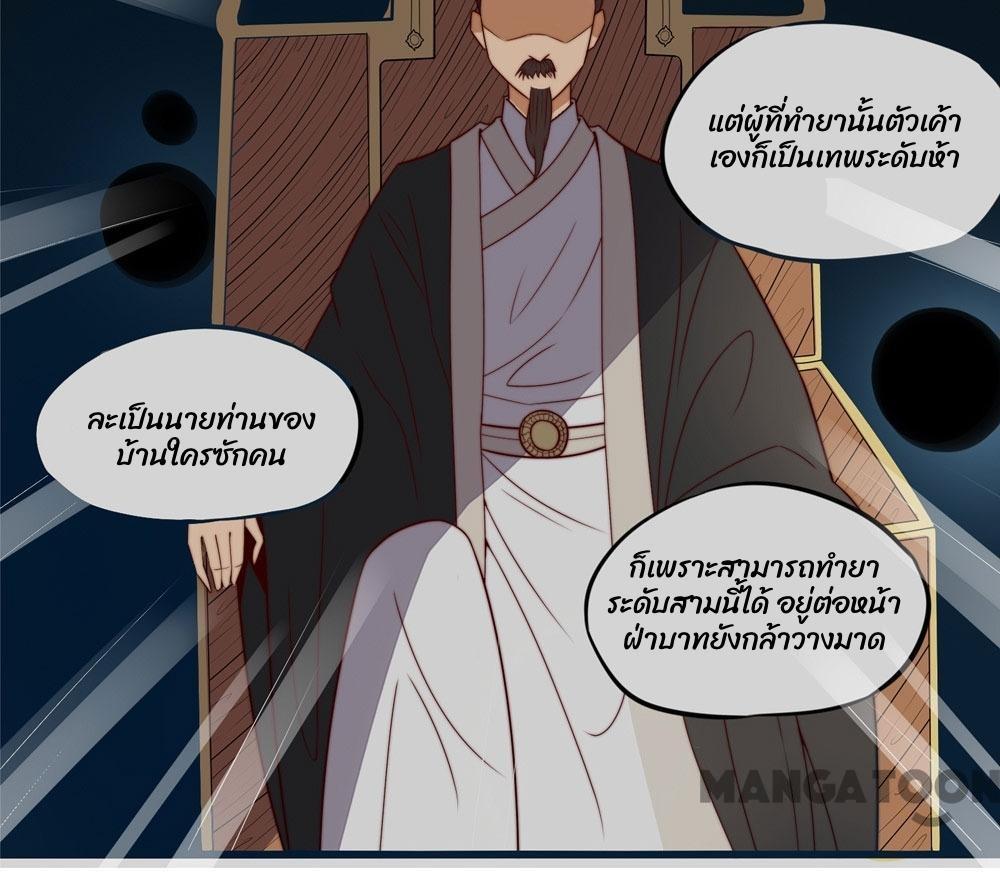 แต่ผู้ที่ทำยานั้นตัวเค้า
เองก็เป็นเทพระดับห้า
ละเป็นนายท่านของ
บ้านใครซักคน
ก็เพราะสามารถทำยา
ระดับสามนี้ได้ อยู่ต่อหน้า
ฝ่าบาทยังกล้าวางมาด
MANGATOON